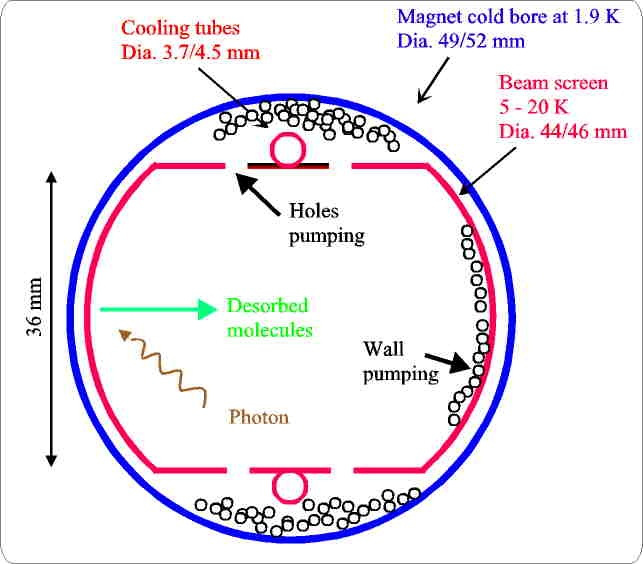 Cooling tubes
Dia. 3.7/4.5 mm
Magnet cold bore at 1.9 K
Dia. 49/52 mm
Beam screen
5 - 20 K
Dia. 44/46 mm
Holes
pumping
36 mm
Desorbed
molecules
Wall
pumping
Photon